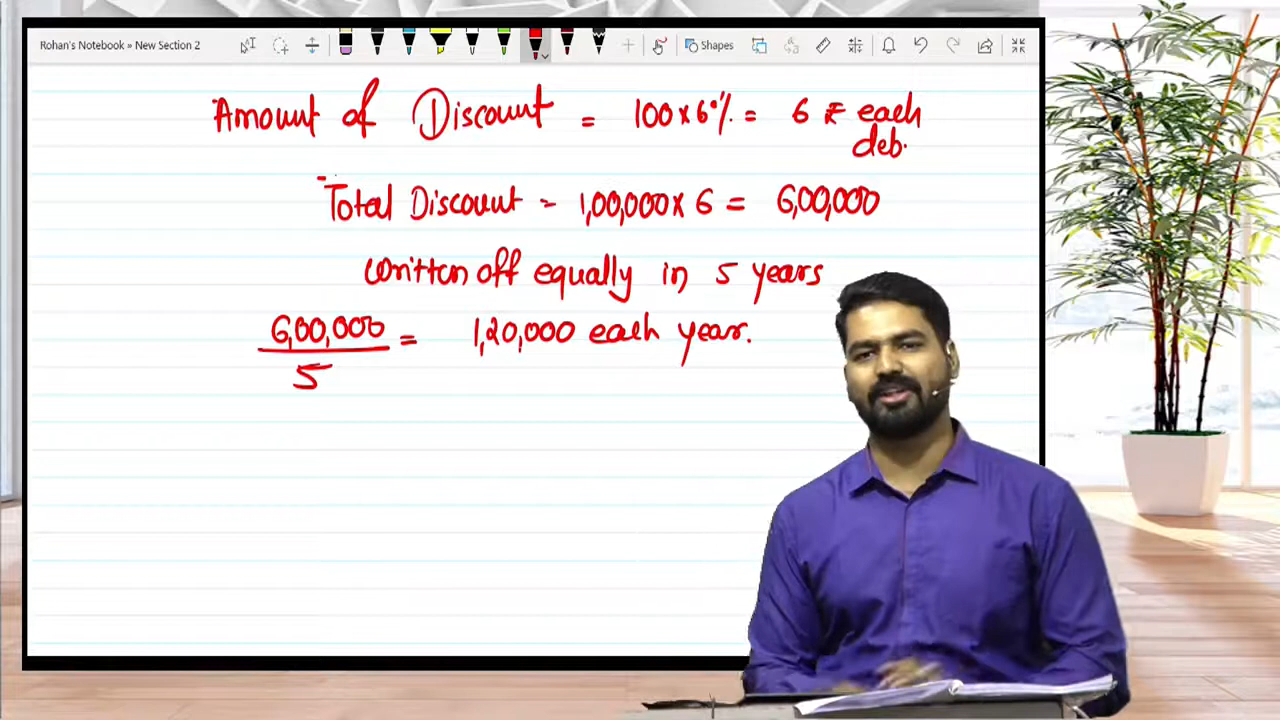 Rohan's Notebook » New Section 2
Shapes
Amount of Discount = 100 x 6% = 6 ₹ each
deb.
Total Discount = 1,00,000 x 6 = 6,00,000
written off equally in 5 years
6,00,000 = 1,20,000 each year.
5